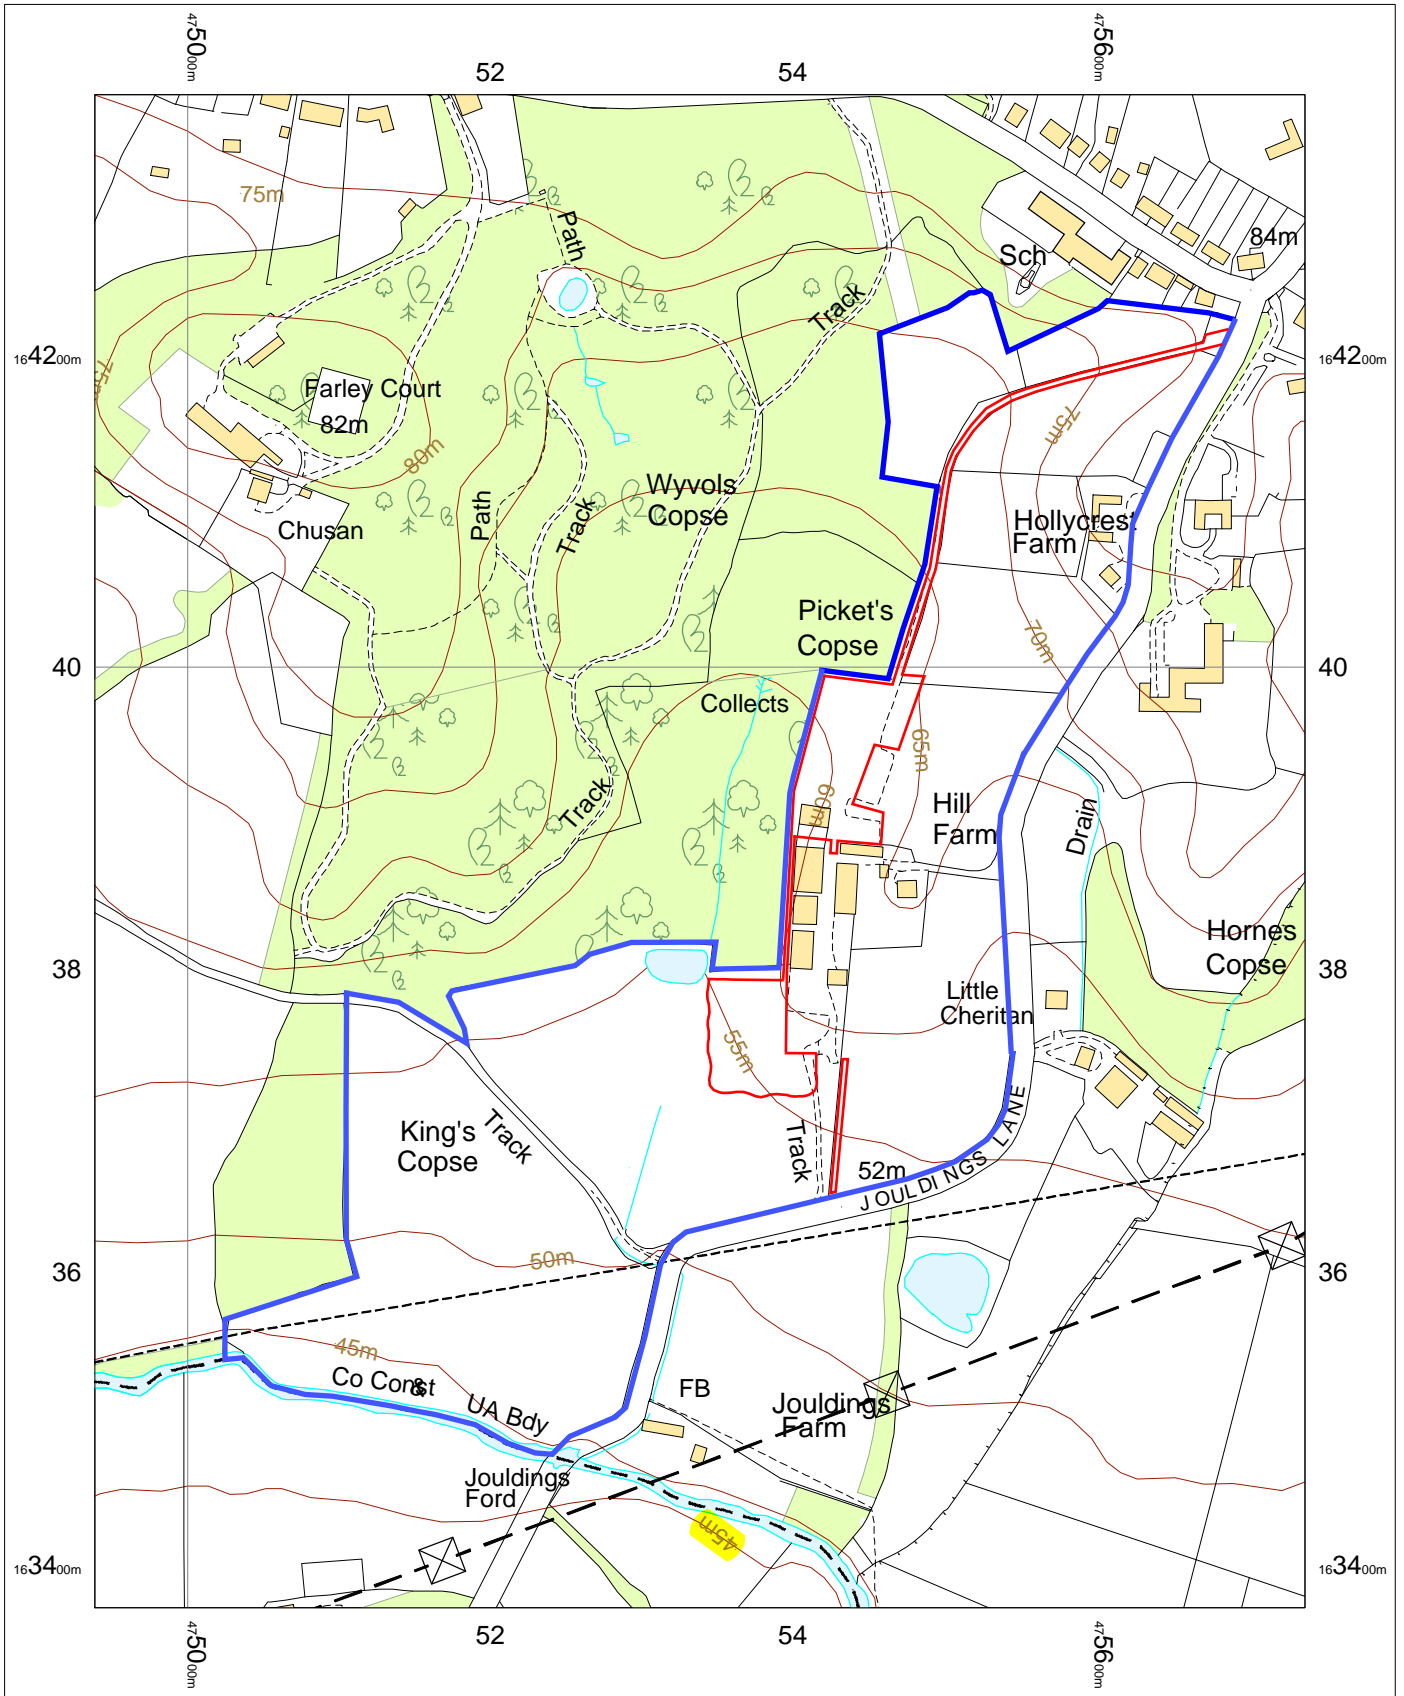 475000m
52
54
475600m
75m
Path
Sch
84m
Track
164200m
164200m
75m
Farley Court
82m
80m
75m
Path
Track
Wyvols
Copse
Chusan
Hollycrest
Farm
Picket's
Copse
70m
40
40
Collects
65m
60m
Track
Hill
Farm
Drain
Hornes
Copse
38
38
Little
Cheritan
55m
King's
Copse
Track
Track
52m
JOULDINGS LANE
36
36
50m
45m
Co Const
&
UA Bdy
FB
Jouldings
Farm
Jouldings
Ford
45m
163400m
163400m
475000m
52
54
475600m